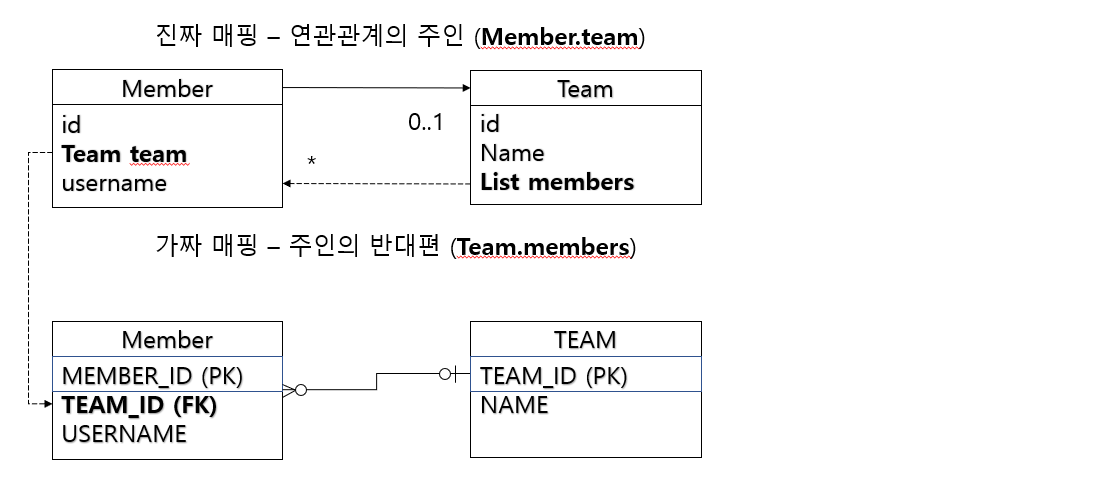 진짜 매핑 – 연관관계의 주인 (Member.team)
Member
id
Team team
username
0..1
*
Team
id
Name
List members
가짜 매핑 – 주인의 반대편 (Team.members)
Member
MEMBER_ID (PK)
TEAM_ID (FK)
USERNAME
TEAM
TEAM_ID (PK)
NAME